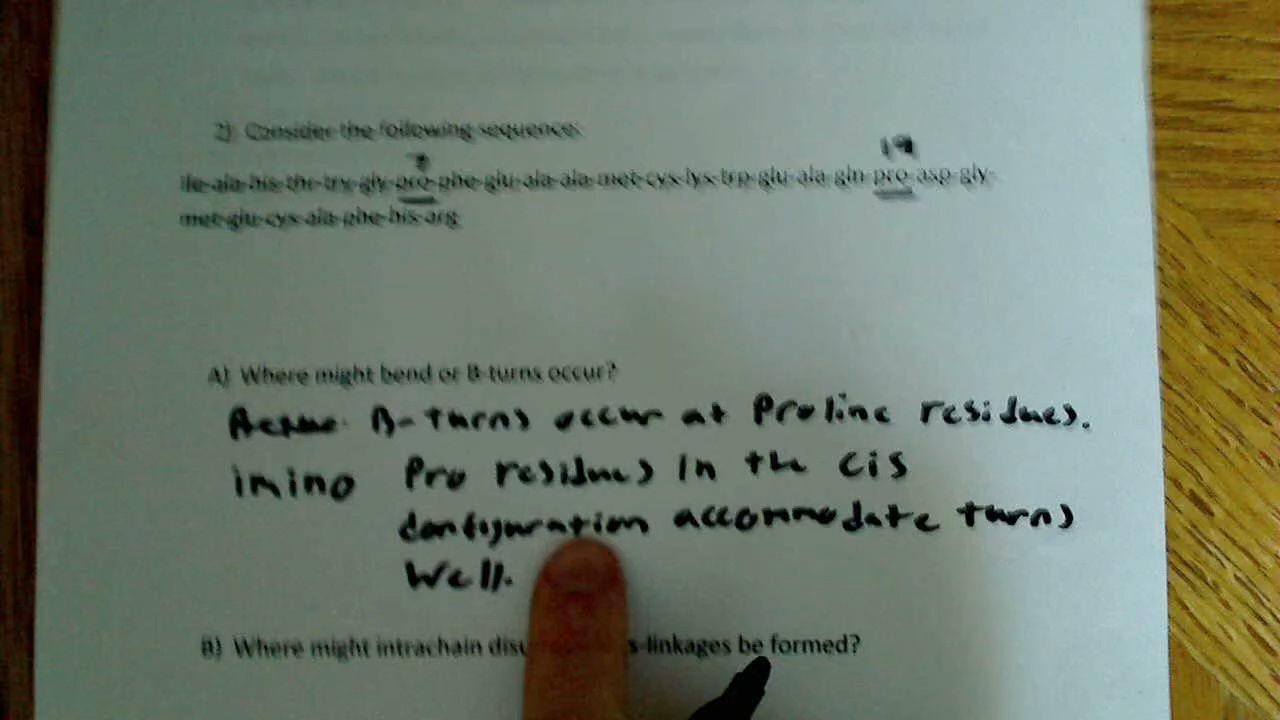 2) Consider the following sequence:
7 19
ile-ala-his-thr-try-gly-pro-phe-glu-ala-ala-met-cys-lys-trp-glu-ala-gln-pro-asp-gly-
met-glu-cys-ala-phe-his-arg
A) Where might bend or B-turns occur?
B-turns occur at Proline residues.
imino Pro residues in the cis
configuration accommodate turns
Well.
B) Where might intrachain s-linkages be formed?